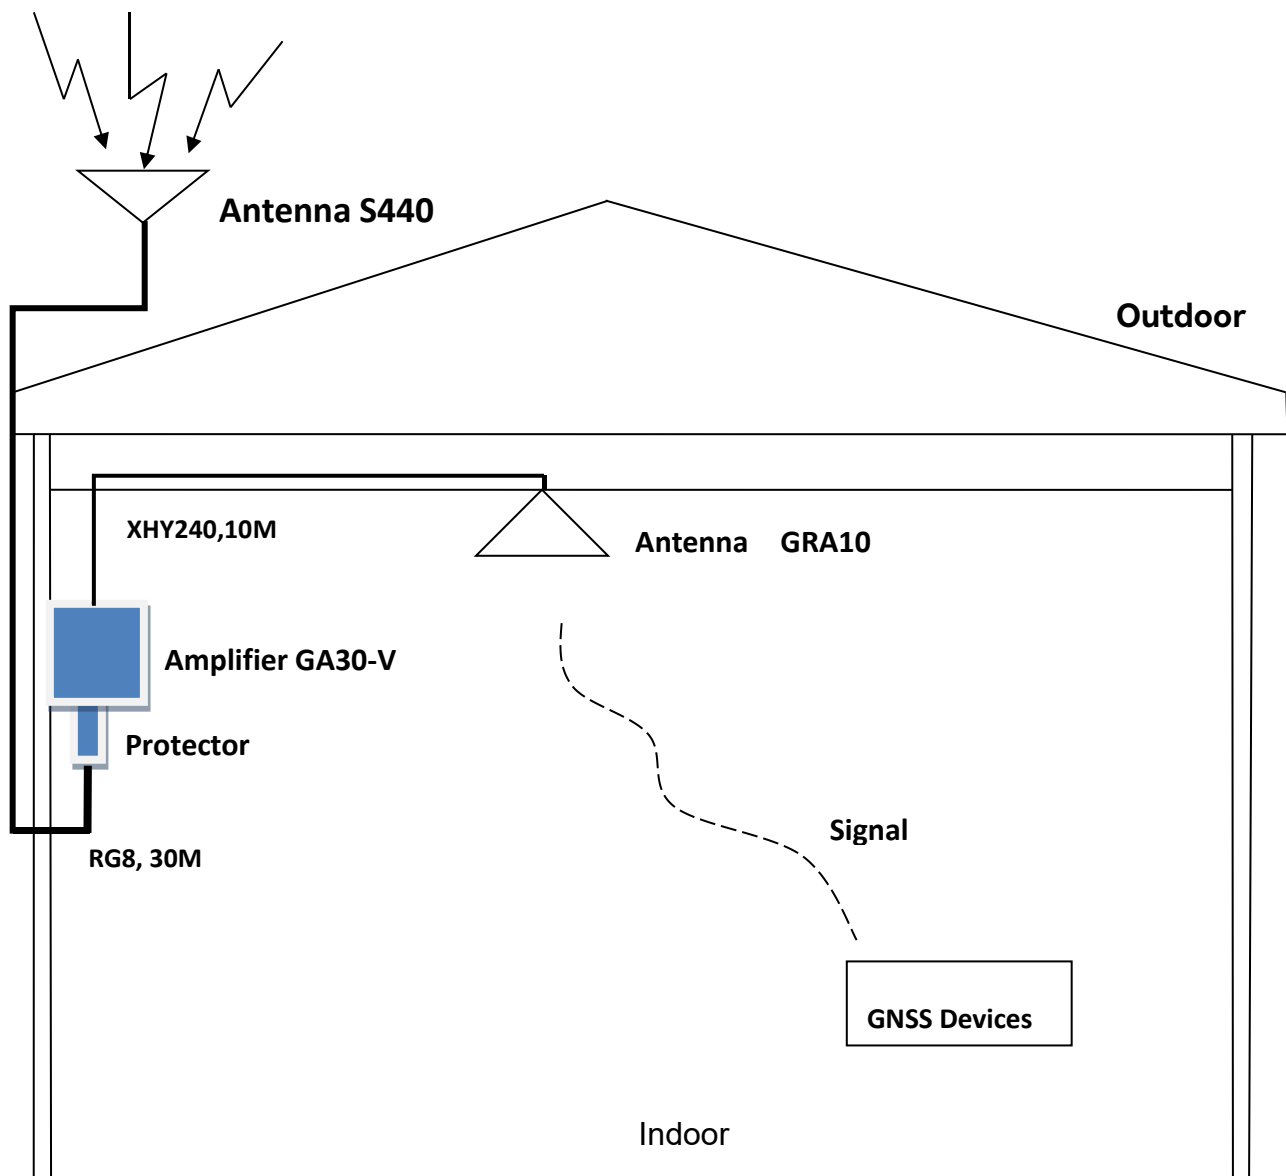 Antenna S440
Outdoor
XHY240,10M
Antenna GRA10
Amplifier GA30-V
Protector
Signal
RG8, 30M
GNSS Devices
Indoor